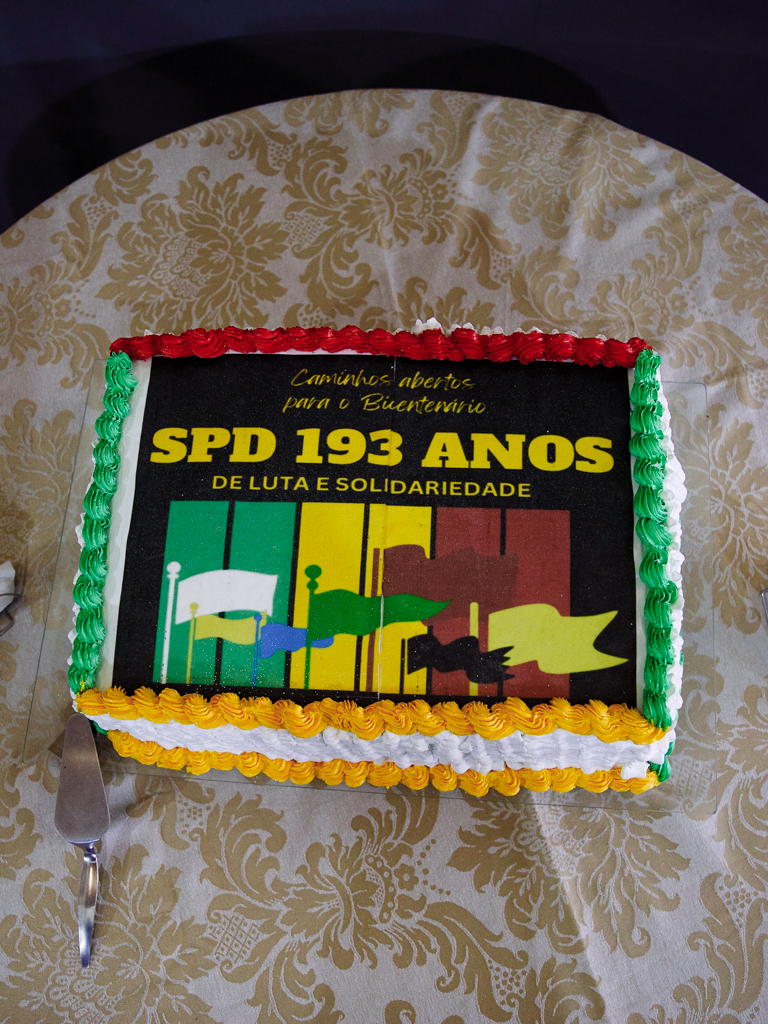 Caminhos abertos
para o Bicentenário
SPD 193 ANOS
DE LUTA E SOLIDARIEDADE